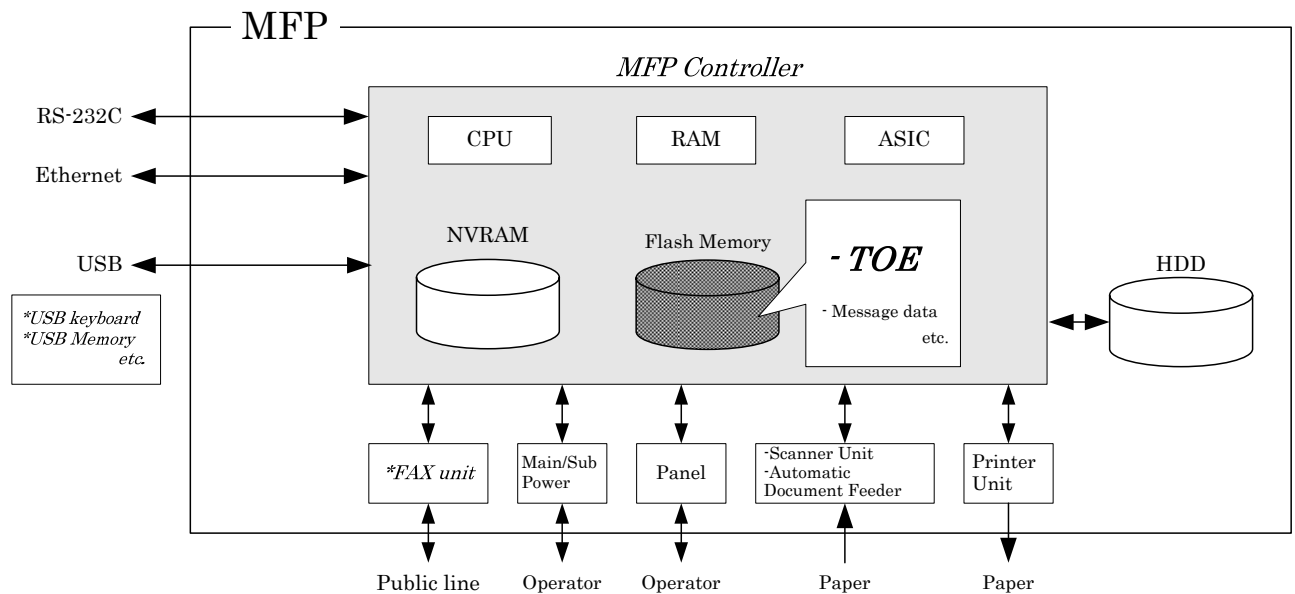 MFP
MFP Controller
RS-232C
CPU
RAM
ASIC
Ethernet
NVRAM
Flash Memory
- TOE
- Message data
etc.
USB
HDD
*USB keyboard
*USB Memory
etc.
*FAX unit
Main/Sub
Power
Panel
-Scanner Unit
-Automatic
Document Feeder
Printer
Unit
Public line
Operator
Operator
Paper
Paper